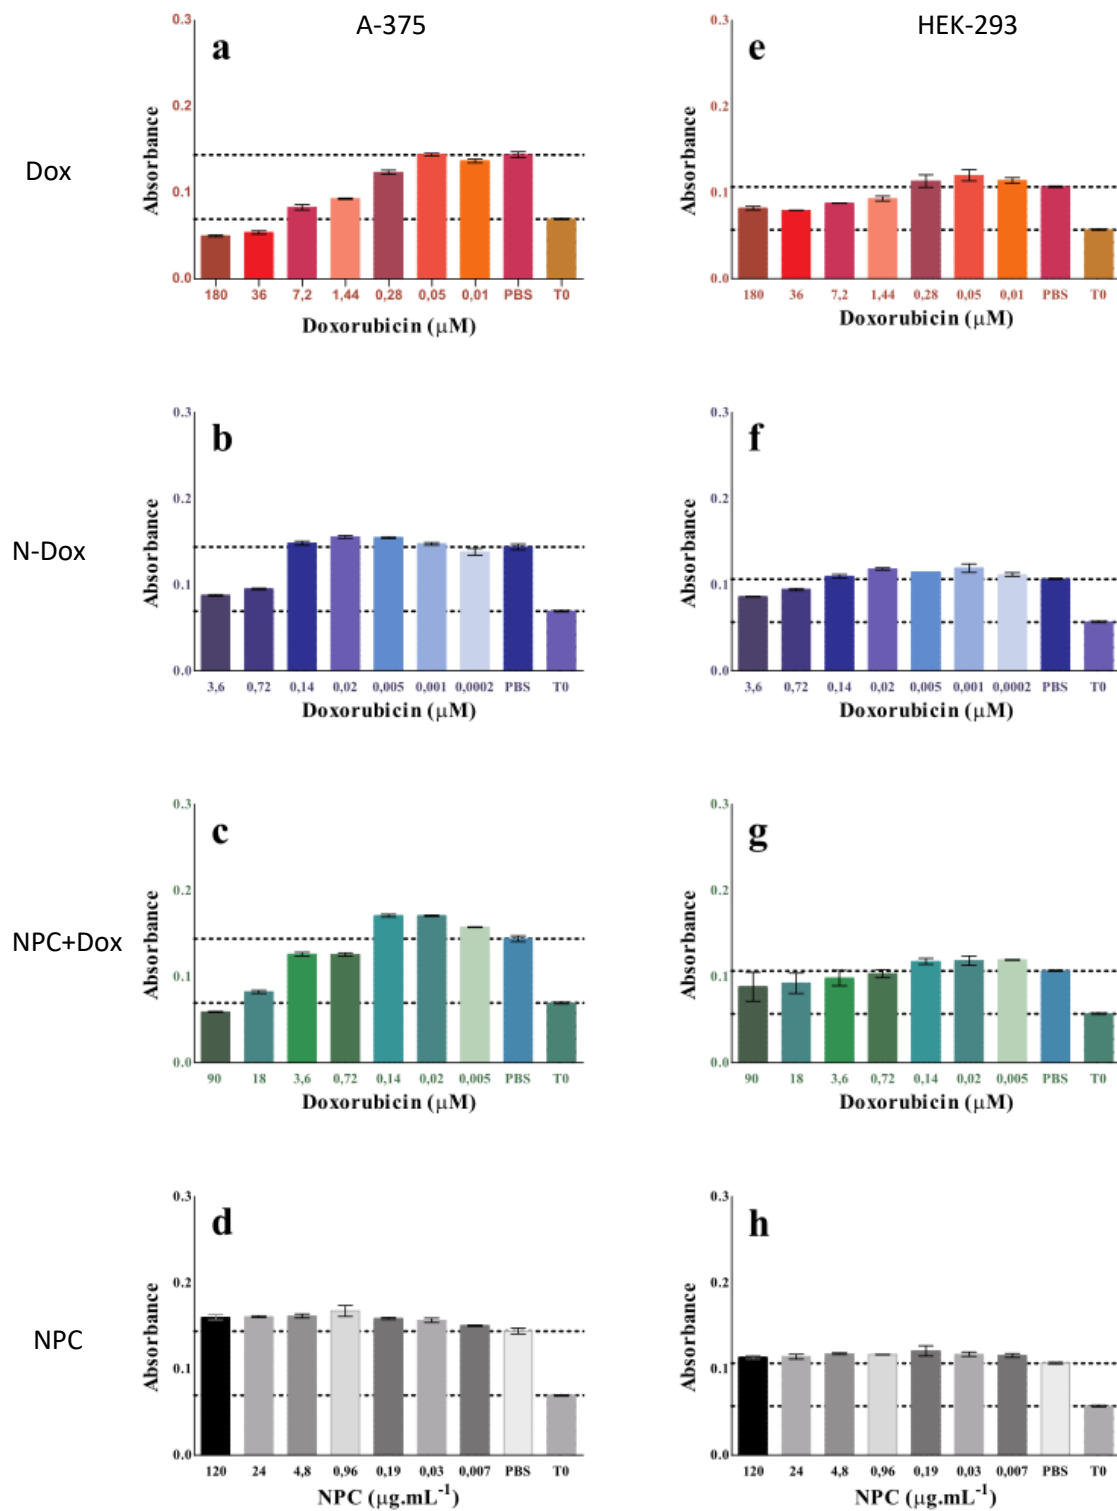 A-375
HEK-293
Dox
a
Absorbance
0.3
0.2
0.1
0.0
180 36 7,2 1,44 0,28 0,05 0,01 PBS T0
Doxorubicin (μM)
e
Absorbance
0.3
0.2
0.1
0.0
180 36 7,2 1,44 0,28 0,05 0,01 PBS T0
Doxorubicin (μM)
N-Dox
b
Absorbance
0.3
0.2
0.1
0.0
3,6 0,72 0,14 0,02 0,005 0,001 0,0002 PBS T0
Doxorubicin (μM)
f
Absorbance
0.3
0.2
0.1
0.0
3,6 0,72 0,14 0,02 0,005 0,001 0,0002 PBS T0
Doxorubicin (μM)
NPC+Dox
c
Absorbance
0.3
0.2
0.1
0.0
90 18 3,6 0,72 0,14 0,02 0,005 PBS T0
Doxorubicin (μM)
g
Absorbance
0.3
0.2
0.1
0.0
90 18 3,6 0,72 0,14 0,02 0,005 PBS T0
Doxorubicin (μM)
NPC
d
Absorbance
0.3
0.2
0.1
0.0
120 24 4,8 0,96 0,19 0,03 0,007 PBS T0
NPC (μg.mL⁻¹)
h
Absorbance
0.3
0.2
0.1
0.0
120 24 4,8 0,96 0,19 0,03 0,007 PBS T0
NPC (μg.mL⁻¹)